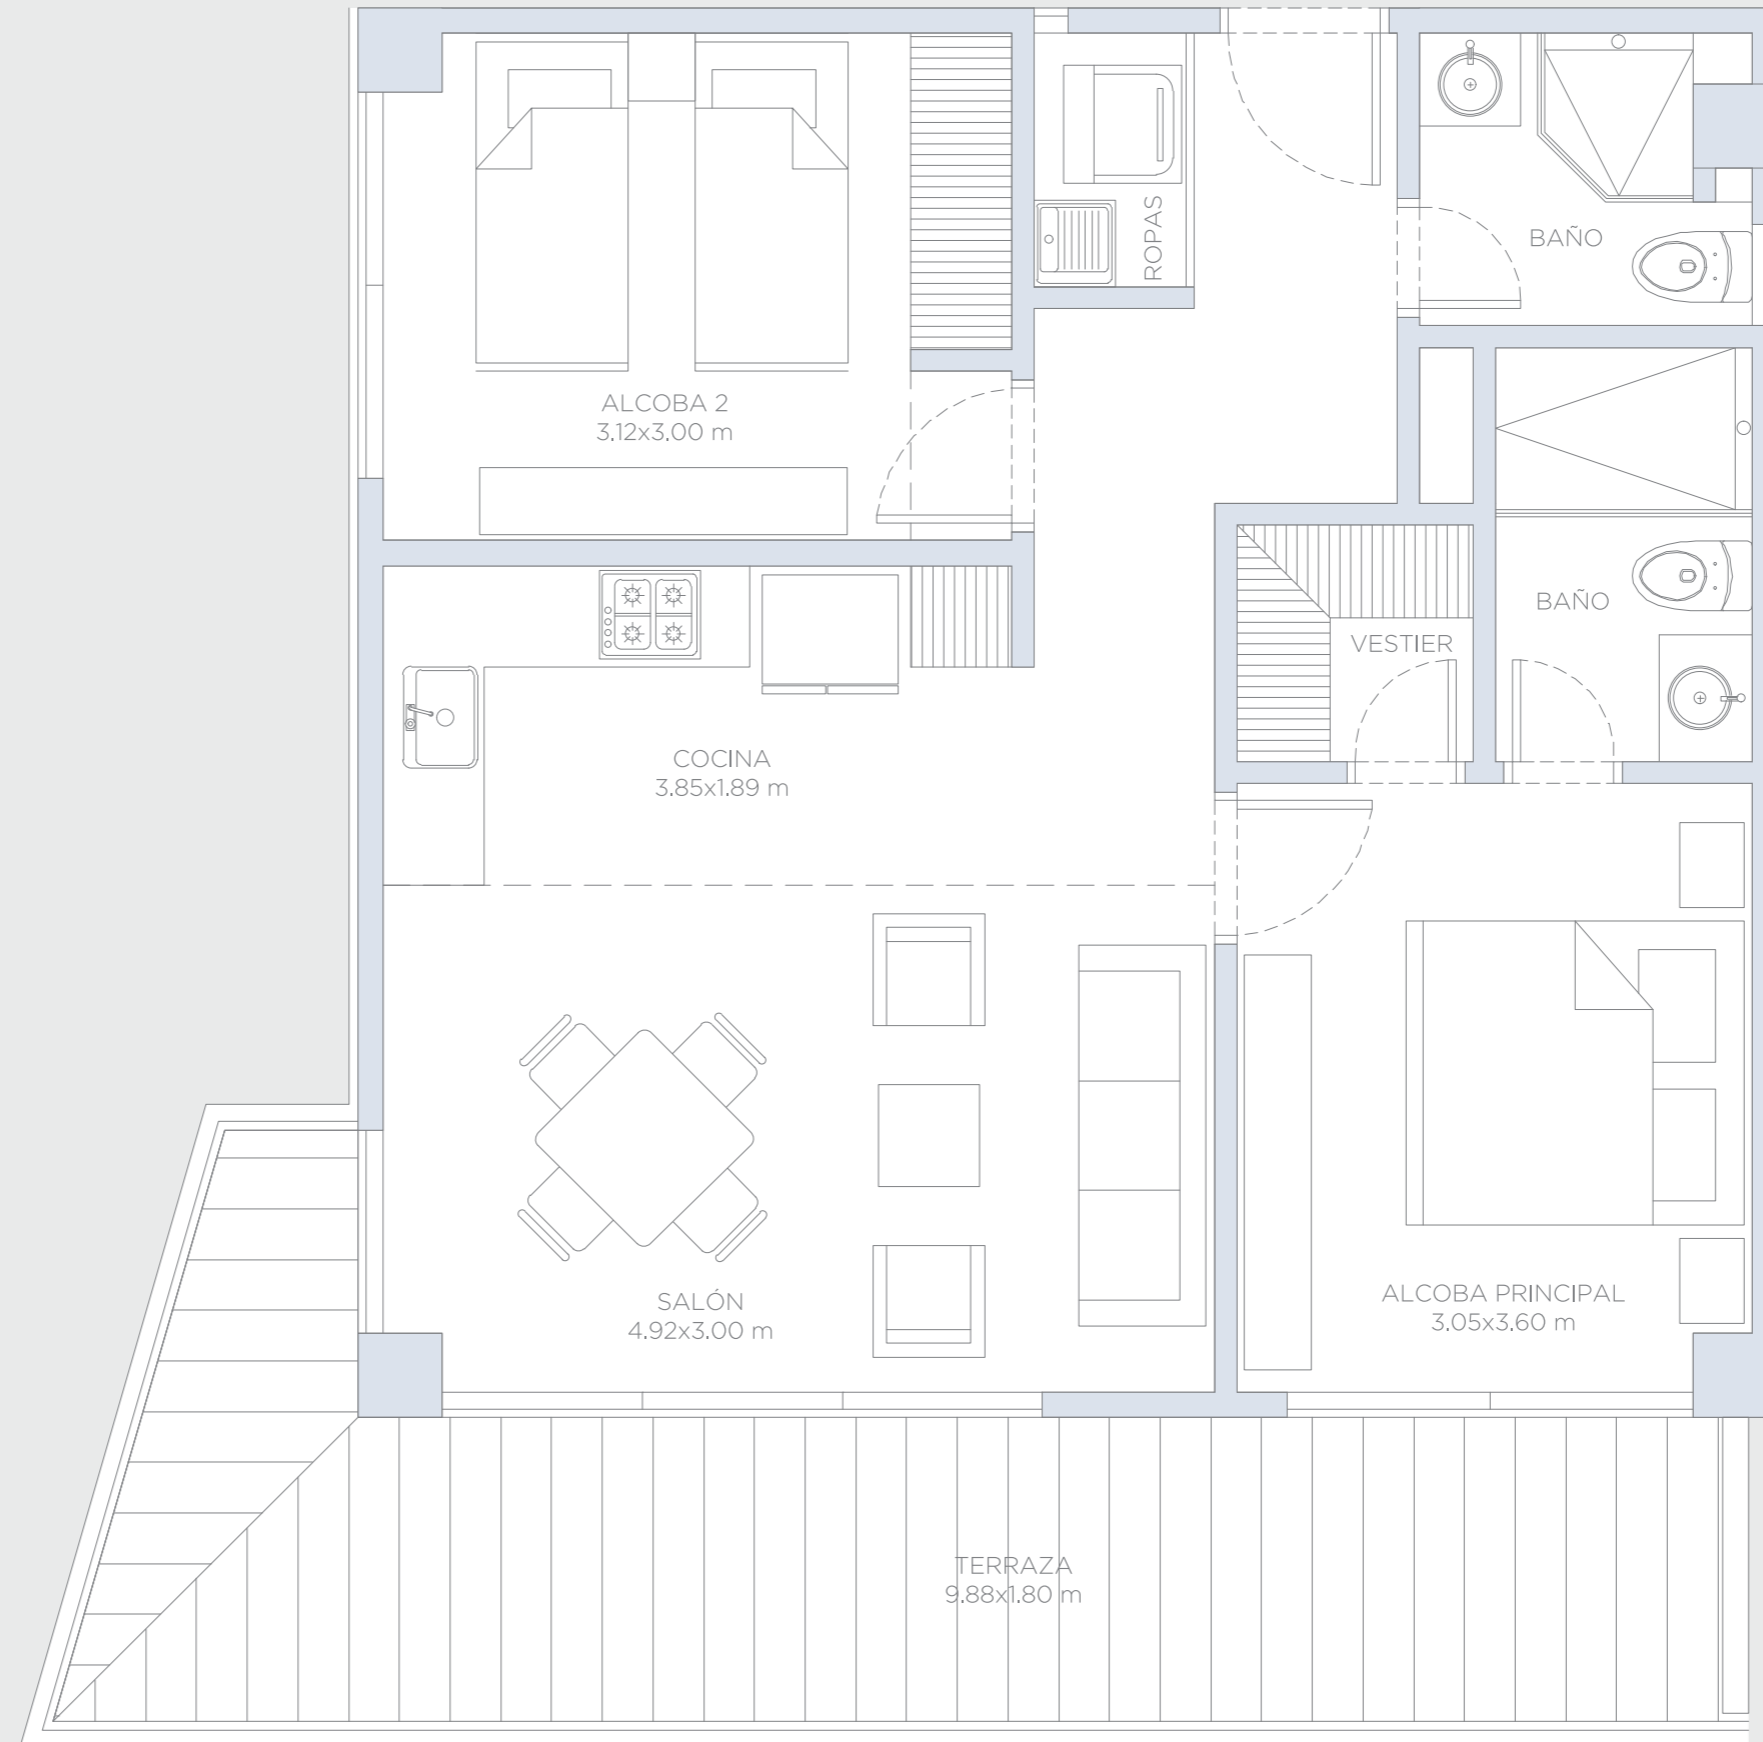 ROPAS
BAÑO
ALCOBA 2
3.12x3.00 m
BAÑO
VESTIER
COCINA
3.85x1.89 m
SALÓN
4.92x3.00 m
ALCOBA PRINCIPAL
3.05x3.60 m
TERRAZA
9.88x1.80 m